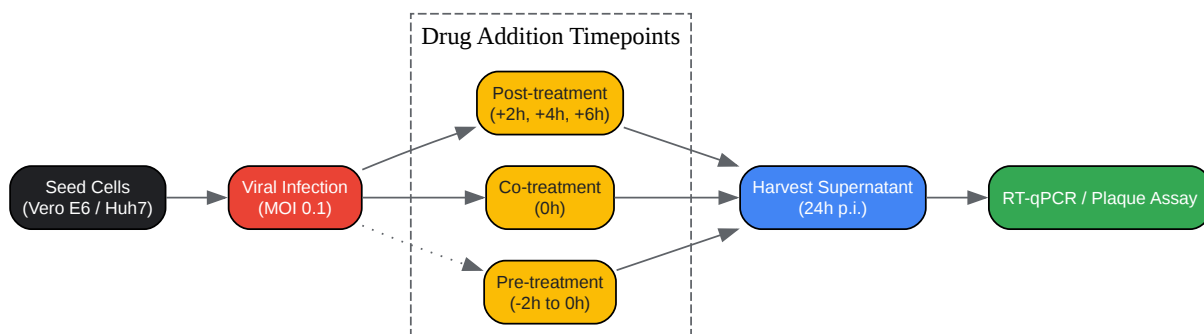 Drug Addition Timepoints
Post-treatment
(+2h, +4h, +6h)
Seed Cells
(Vero E6 / Huh7)
Viral Infection
(MOI 0.1)
Co-treatment
(0h)
Harvest Supernatant
(24h p.i.)
RT-qPCR / Plaque Assay
Pre-treatment
(-2h to 0h)